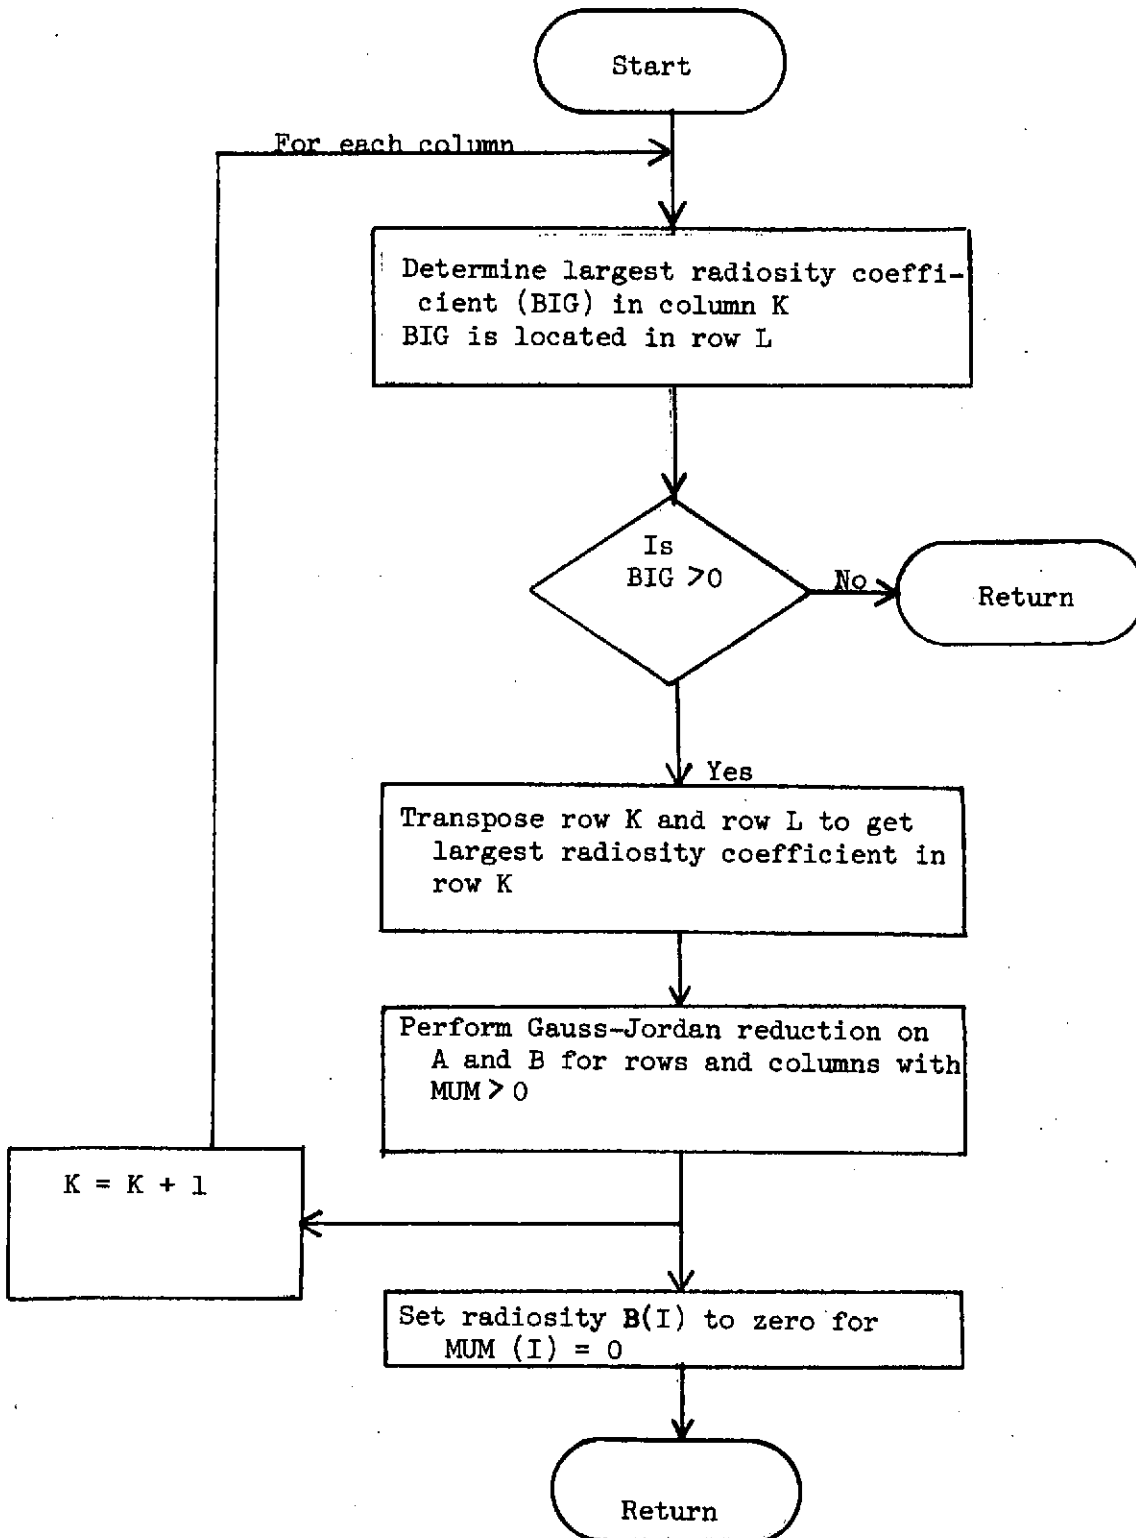 Start
For each column
Determine largest radiosity coeffi-
cient (BIG) in column K
BIG is located in row L
Is
BIG >0
No
Return
Yes
Transpose row K and row L to get
largest radiosity coefficient in
row K
Perform Gauss-Jordan reduction on
A and B for rows and columns with
MUM > 0
K = K + 1
Set radiosity B(I) to zero for
MUM (I) = 0
Return